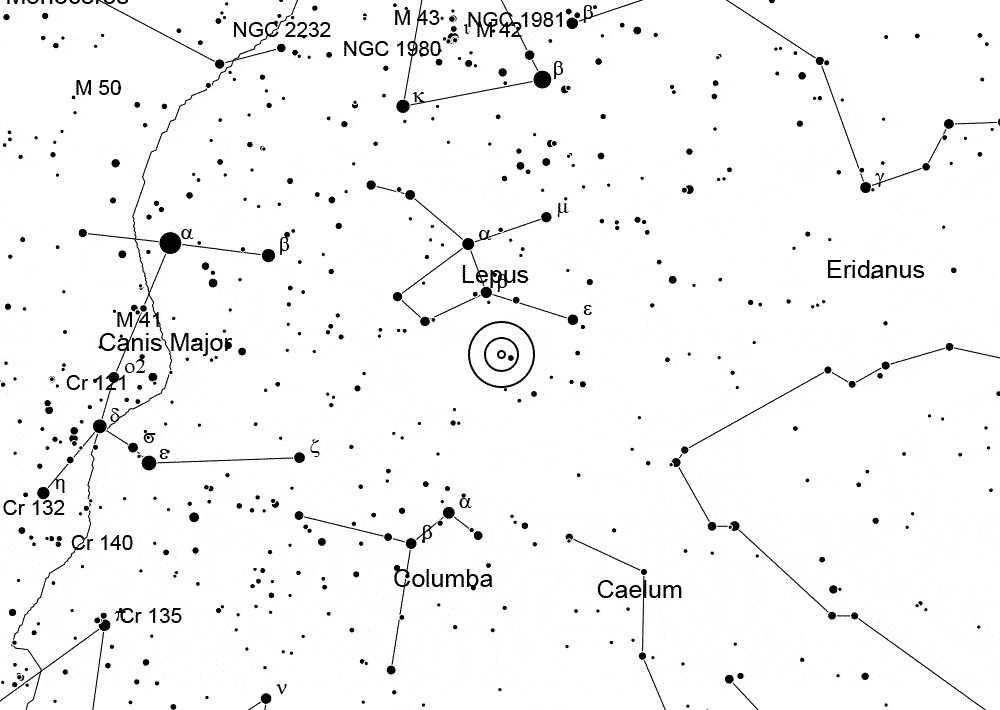 Monoceros
NGC 2232
M 43
NGC 1981
β
ι
M 42
NGC 1980
β
M 50
κ
γ
μ
α
α
β
Lepus
β
Eridanus
ε
M 41
Canis Major
ο2
Cr 121
δ
σ
ε
ζ
η
Cr 132
α
β
Cr 140
Columba
Caelum
π
Cr 135
ν